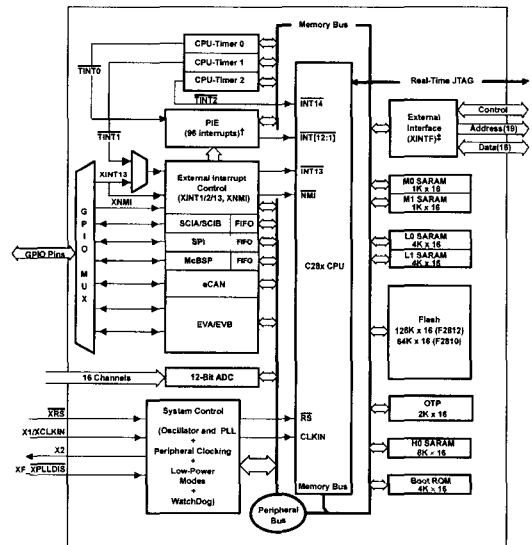 Memory Bus
CPU-Timer 0
CPU-Timer 1
CPU-Timer 2
TINT0
TINT2
TINT1
PIE
(96 interrupts)†
XINT13
XNMI
External Interrupt
Control
(XINT1/2/13, XNMI)
SCIA/SCIB FIFO
SPI FIFO
McBSP FIFO
eCAN
EVA/EVB
GPIO Pins
GPIO MUX
16 Channels
12-Bit ADC
XRS
X1/XCLKIN
X2
XF_XPLLDIS
System Control
(Oscillator and PLL
+
Peripheral Clocking
+
Low-Power
Modes
+
WatchDog)
INT14
INT[12:1]
INT13
NMI
C28x CPU
RS
CLKIN
Memory Bus
Peripheral
Bus
Real-Time JTAG
External
Interface
(XINTF)‡
Control
Address(19)
Data(16)
M0 SARAM
1K × 16
M1 SARAM
1K × 16
L0 SARAM
4K × 16
L1 SARAM
4K × 16
Flash
128K × 16 (F2812)
64K × 16 (F2810)
OTP
2K × 16
H0 SARAM
8K × 16
Boot ROM
4K × 16